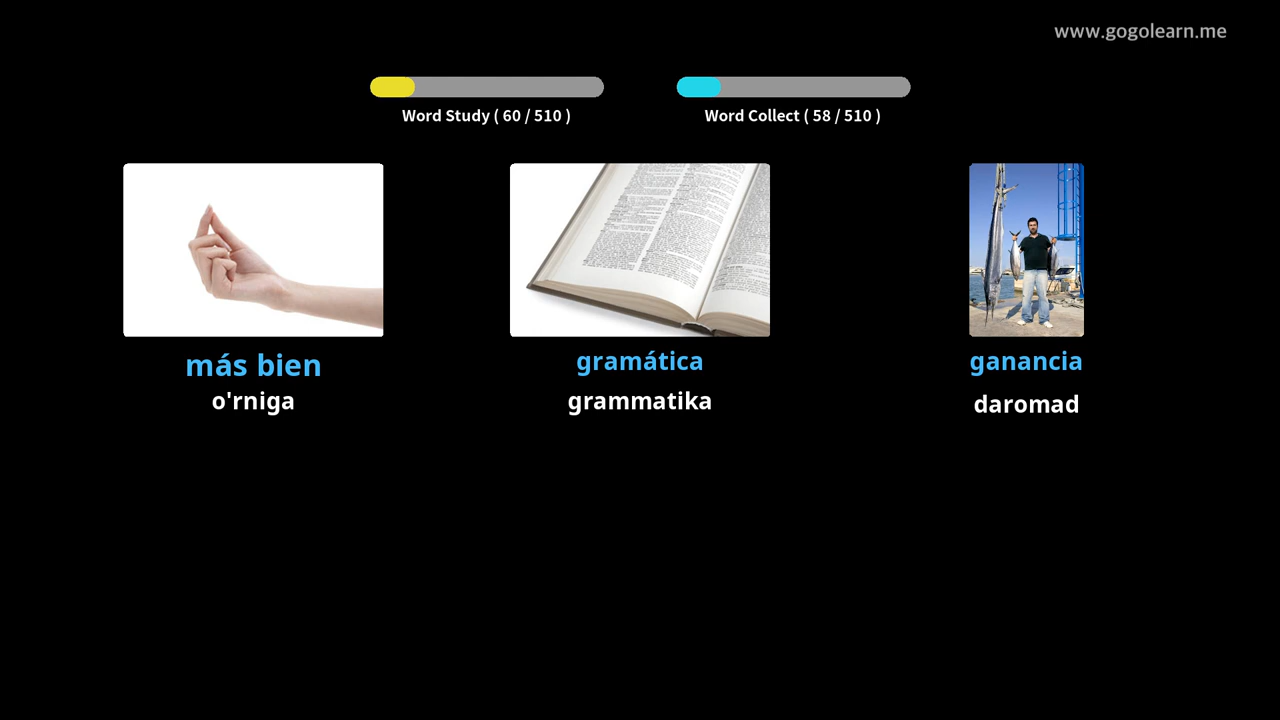 www.gogolearn.me
Word Study ( 60 / 510 )
Word Collect ( 58 / 510 )
más bien
o'rniga
gramática
grammatika
ganancia
daromad